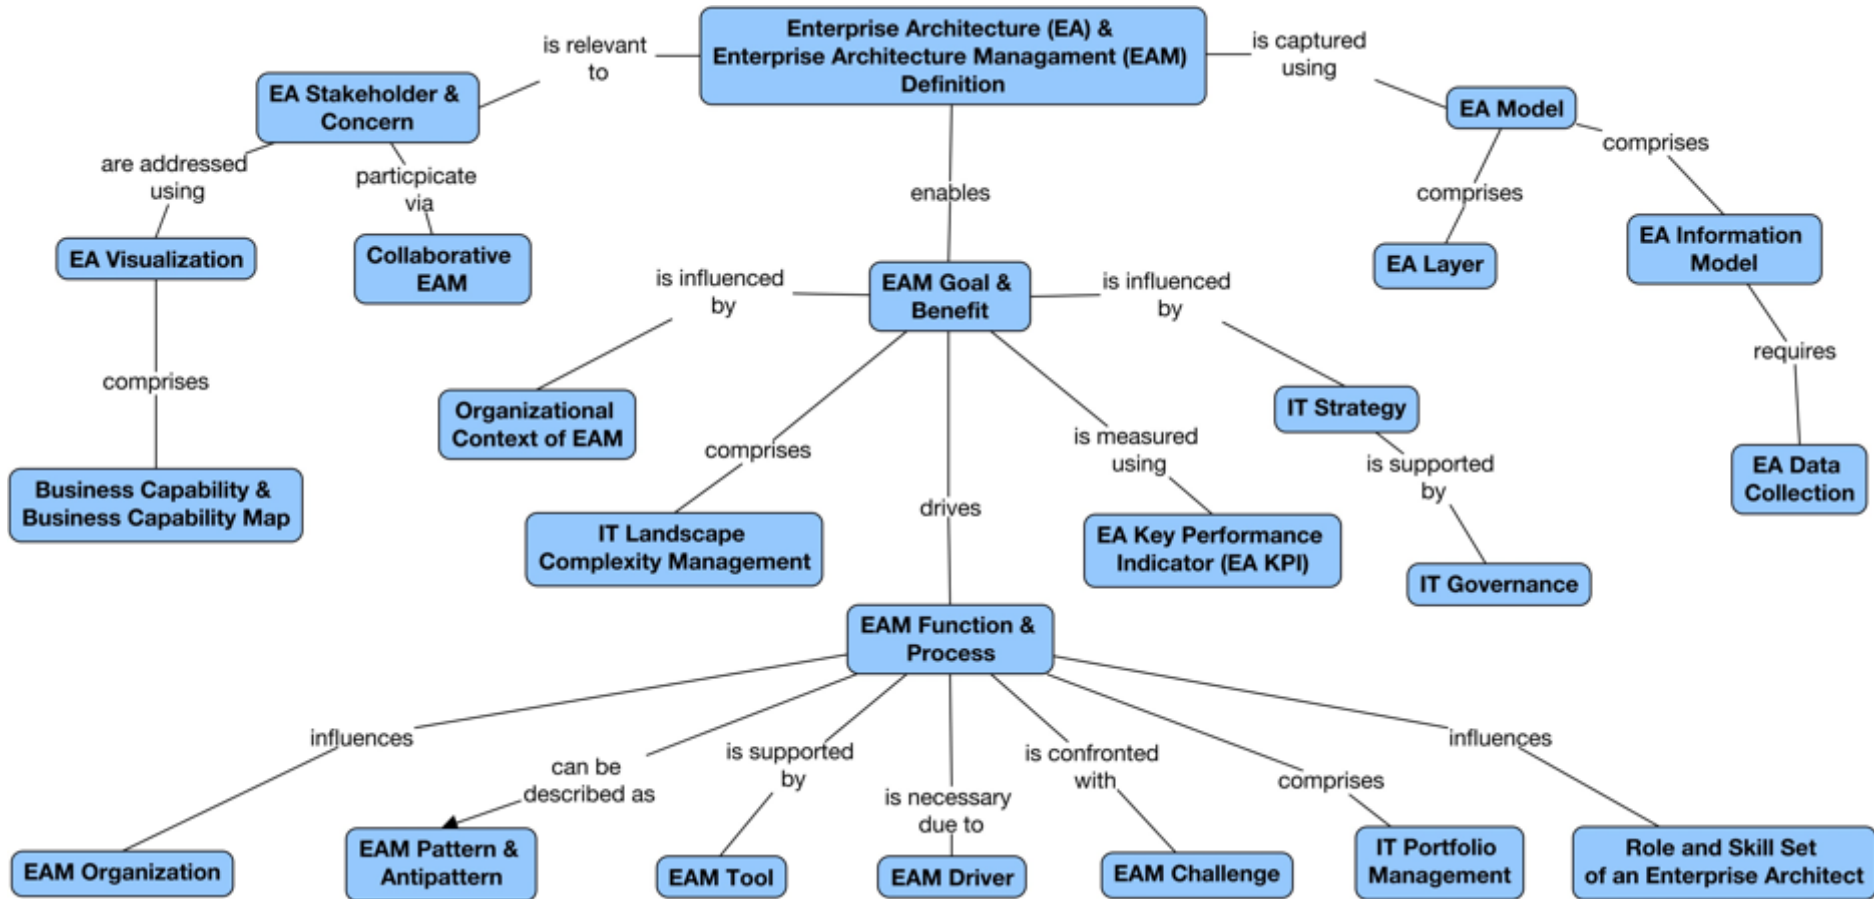 Enterprise Architecture (EA) &
Enterprise Architecture Managament (EAM)
Definition
is relevant
to
is captured
using
EA Stakeholder &
Concern
EA Model
are addressed
using
particpicate
via
enables
comprises
comprises
EA Visualization
Collaborative
EAM
EA Layer
EA Information
Model
is influenced
by
EAM Goal &
Benefit
is influenced
by
comprises
requires
Organizational
Context of EAM
IT Strategy
comprises
is measured
using
is supported
by
Business Capability &
Business Capability Map
EA Data
Collection
drives
IT Landscape
Complexity Management
EA Key Performance
Indicator (EA KPI)
IT Governance
EAM Function &
Process
influences
can be
described as
is supported
by
is necessary
due to
is confronted
with
comprises
influences
EAM Organization
EAM Pattern &
Antipattern
EAM Tool
EAM Driver
EAM Challenge
IT Portfolio
Management
Role and Skill Set
of an Enterprise Architect